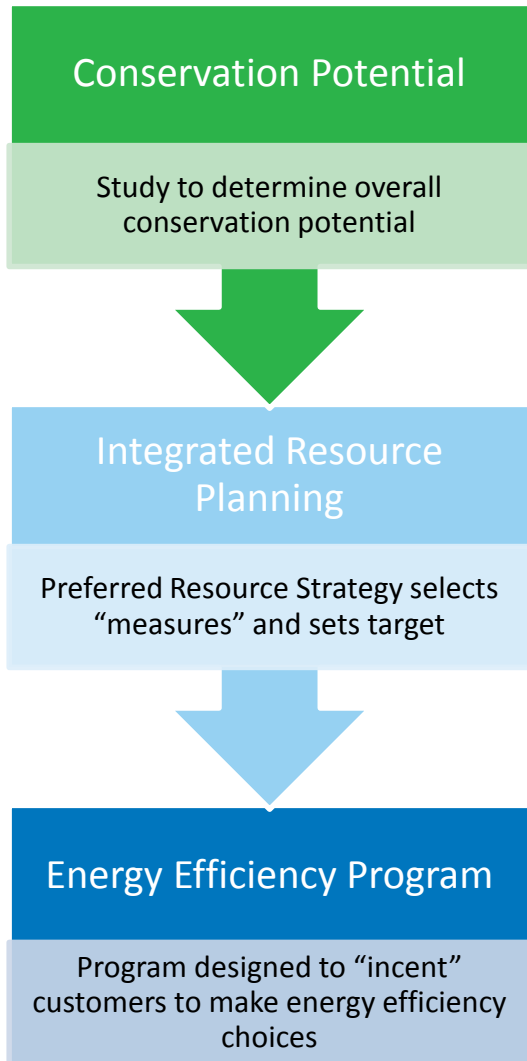 Conservation Potential
Study to determine overall
conservation potential
Integrated Resource
Planning
Preferred Resource Strategy selects
“measures” and sets target
Energy Efficiency Program
Program designed to “incent”
customers to make energy efficiency
choices